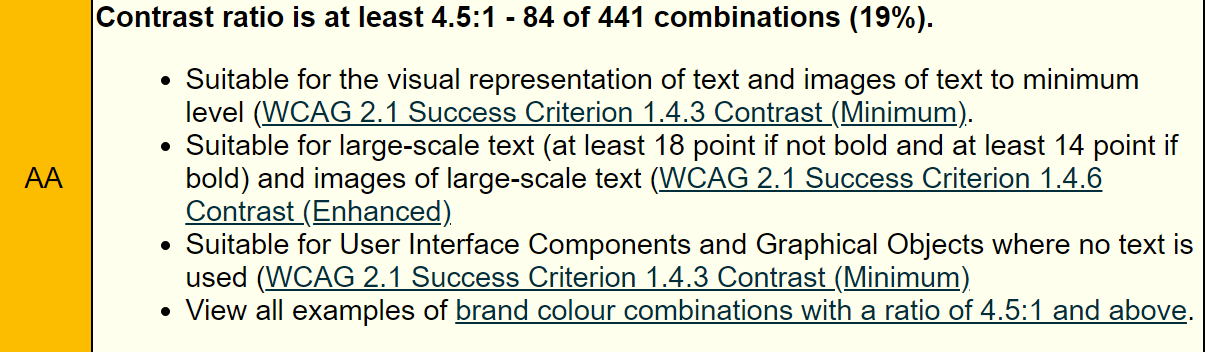 Contrast ratio is at least 4.5:1 - 84 of 441 combinations (19%).
• Suitable for the visual representation of text and images of text to minimum
level (WCAG 2.1 Success Criterion 1.4.3 Contrast (Minimum).
• Suitable for large-scale text (at least 18 point if not bold and at least 14 point if
AA
bold) and images of large-scale text (WCAG 2.1 Success Criterion 1.4.6
Contrast (Enhanced)
• Suitable for User Interface Components and Graphical Objects where no text is
used (WCAG 2.1 Success Criterion 1.4.3 Contrast (Minimum)
• View all examples of brand colour combinations with a ratio of 4.5:1 and above.